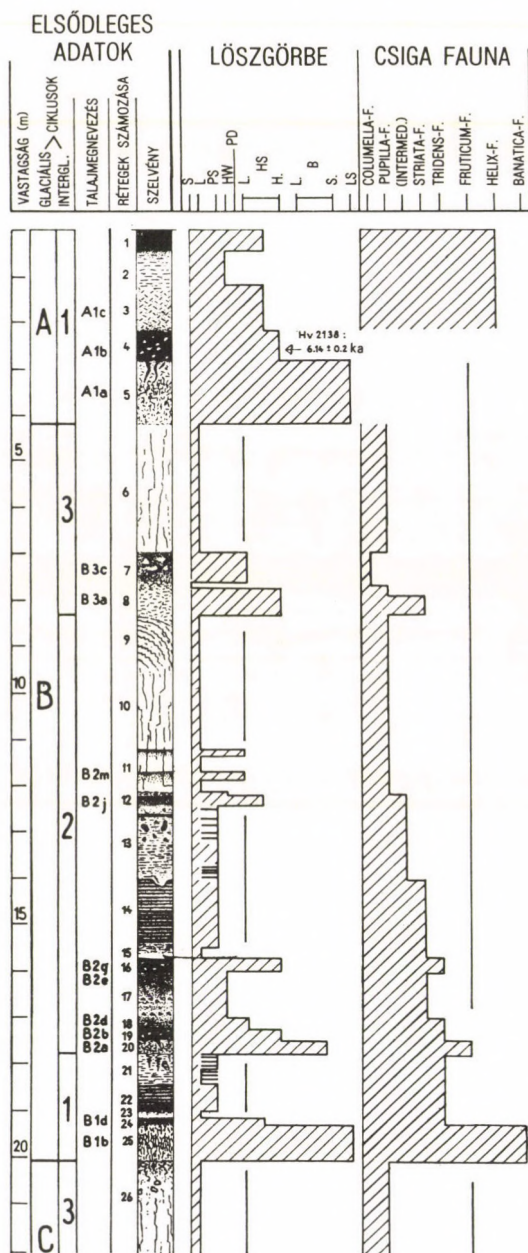 ELSŐDLEGES
ADATOK
LÖSZGÖRBE
CSIGA FAUNA
VASTAGSÁG (m)
GLACIÁLIS > CIKLUSOK
INTERGL.
TALAJMEGNEVEZÉS
RÉTEGEK SZÁMOZÁSA
SZELVÉNY
S.
L.
PS
HW
PD
L.
HS
H.
L.
B
S.
LS
COLUMELLA-F.
PUPILLA-F.
(INTERMED.)
STRIATA-F.
TRIDENS-F.
FRUTICUM-F.
HELIX-F.
BANATICA-F.
1
2
A1c
3
A
1
A1b
4
Hv 2138 :
6.14 ± 0.2 ka
A1a
5
5
3
6
B3c
7
B3a
8
9
10
B
10
11
B2m
B2j
12
2
13
14
15
15
B2g
16
B2e
17
B2d
18
B2b
19
B2a
20
21
22
1
23
B1d
24
B1b
25
20
3
26
C